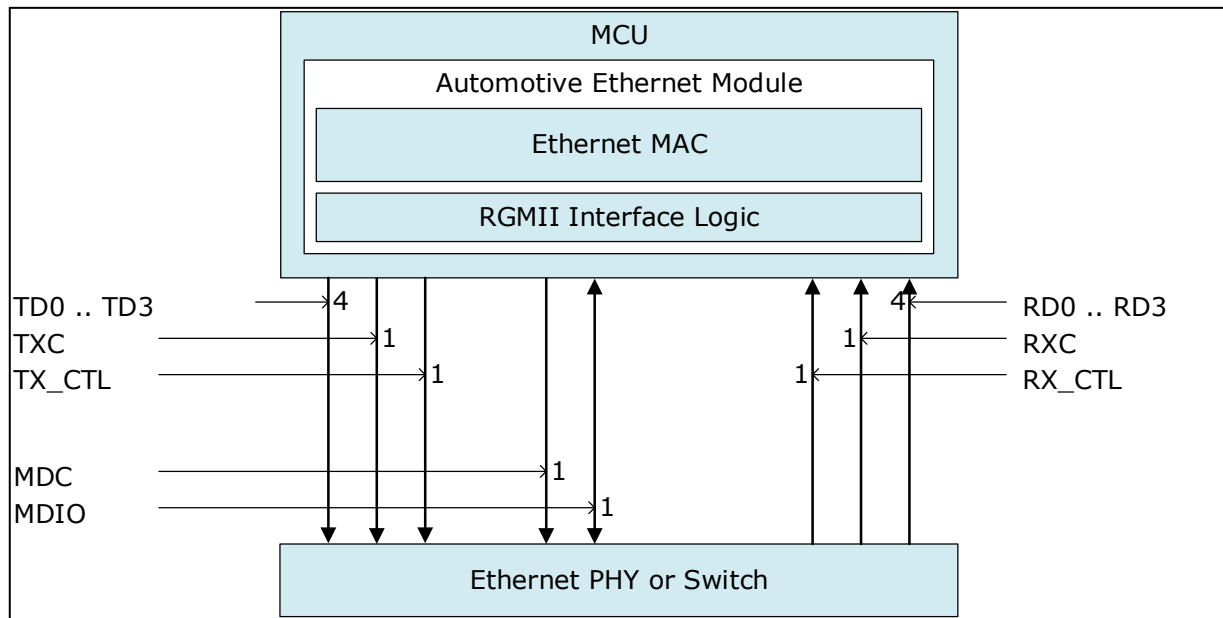 MCU
Automotive Ethernet Module
Ethernet MAC
RGMII Interface Logic
TD0 .. TD3 4 4 RD0 .. RD3
TXC 1 1 RXC
TX_CTL 1 1 RX_CTL
MDC 1
MDIO 1
Ethernet PHY or Switch